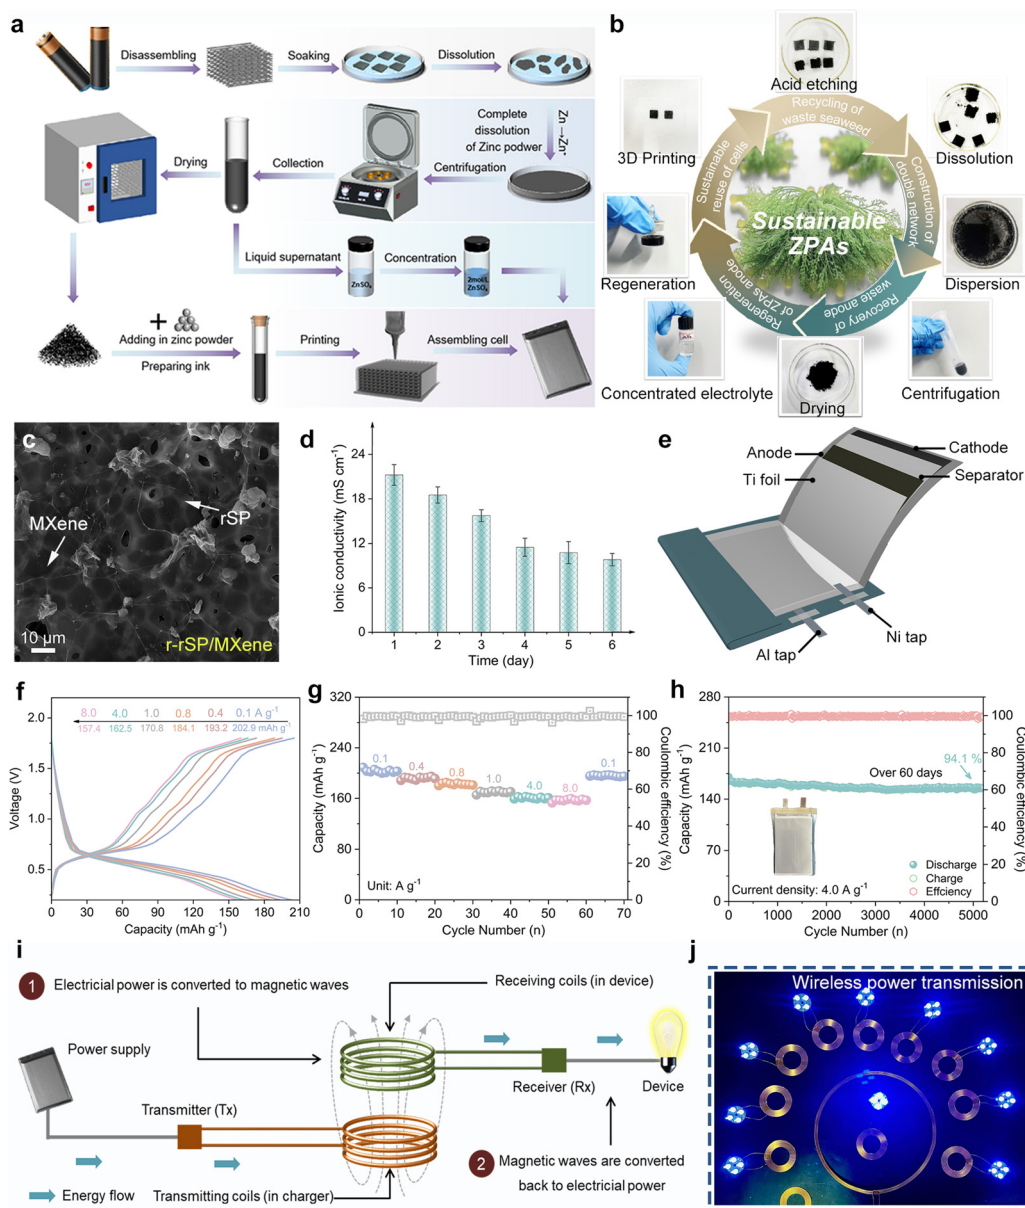 a
Disassembling
Soaking
Dissolution
Complete
dissolution
of Zinc podwer
Zn→Zn²⁺
Drying
Collection
Centrifugation
Liquid supernatant
Concentration
ZnSO₄
2mol/L
ZnSO₄
Adding in zinc powder
Preparing ink
Printing
Assembling cell
b
Acid etching
Recycling of
waste seaweed
3D Printing
Dissolution
Sustainable
reuse of cells
Construction of
double network
Sustainable
ZPAs
Regeneration
Dispersion
Regeneration
of ZPAs anode
Recovery of
waste anode
Concentrated electrolyte
Drying
Centrifugation
c
MXene
rSP
10 μm
r-rSP/MXene
d
Ionic conductivity (mS cm⁻¹)
24
18
12
6
0
1 2 3 4 5 6
Time (day)
e
Anode
Cathode
Ti foil
Separator
Ni tap
Al tap
f
8.0 4.0 1.0 0.8 0.4 0.1 A g⁻¹
157.4 162.5 170.8 184.1 193.2 202.9 mAh g⁻¹
Voltage (V)
2.0
1.5
1.0
0.5
0 30 60 90 120 150 180 210
Capacity (mAh g⁻¹)
g
Capacity (mAh g⁻¹)
320
240
200
160
80
0
0.1
0.4
0.8
1.0
4.0
8.0
0.1
Unit: A g⁻¹
100
80
60
40
20
0
Coulombic efficiency (%)
0 10 20 30 40 50 60 70
Cycle Number (n)
h
Capacity (mAh g⁻¹)
280
210
140
70
0
94.1 %
Over 60 days
Discharge
Charge
Effciency
Current density: 4.0 A g⁻¹
100
80
60
40
20
0
Coulombic efficiency (%)
0 1000 2000 3000 4000 5000
Cycle Number (n)
i
1
Electricial power is converted to magnetic waves
Receiving coils (in device)
Power supply
Transmitter (Tx)
Receiver (Rx)
Device
2
Magnetic waves are converted
back to electricial power
Energy flow
Transmitting coils (in charger)
j
Wireless power transmission